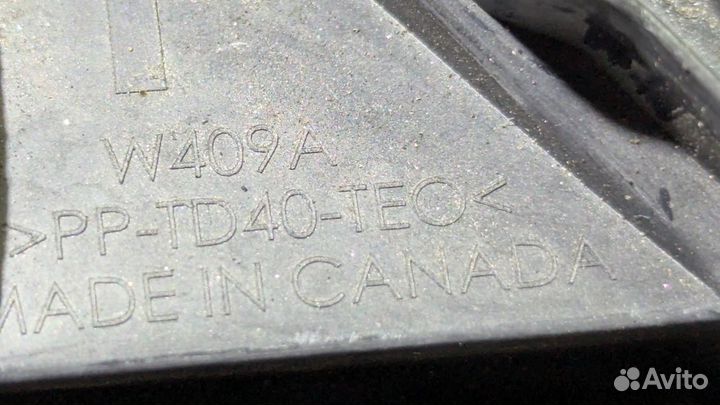 W409A
>PP-TD40-TEO<
MADE IN CANADA
Avito